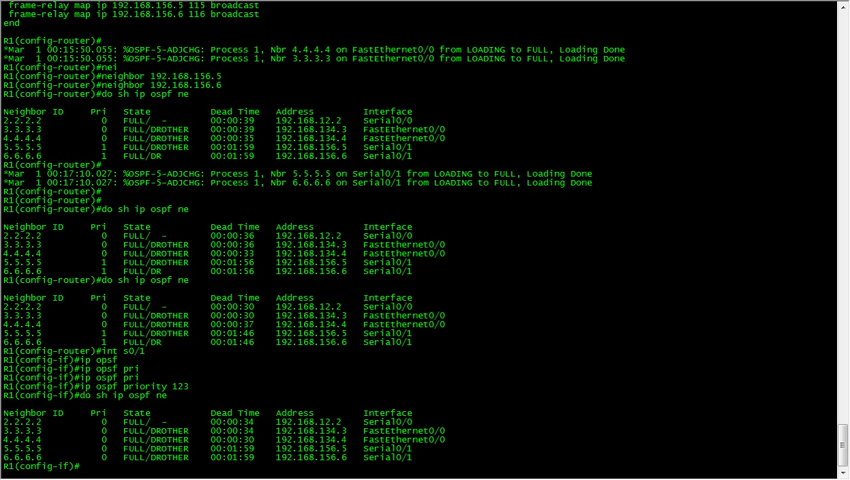 frame-relay map ip 192.168.156.5 115 broadcast
frame-relay map ip 192.168.156.6 116 broadcast
end
R1(config-router)#
*Mar  1 00:15:50.055: %OSPF-5-ADJCHG: Process 1, Nbr 4.4.4.4 on FastEthernet0/0 from LOADING to FULL, Loading Done
*Mar  1 00:15:50.055: %OSPF-5-ADJCHG: Process 1, Nbr 3.3.3.3 on FastEthernet0/0 from LOADING to FULL, Loading Done
R1(config-router)#nei
R1(config-router)#neighbor 192.168.156.5
R1(config-router)#neighbor 192.168.156.6
R1(config-router)#do sh ip ospf ne
Neighbor ID     Pri   State           Dead Time   Address         Interface
2.2.2.2           0   FULL/  -        00:00:39    192.168.12.2    Serial0/0
3.3.3.3           0   FULL/DROTHER    00:00:39    192.168.134.3   FastEthernet0/0
4.4.4.4           0   FULL/DROTHER    00:00:35    192.168.134.4   FastEthernet0/0
5.5.5.5           1   FULL/DROTHER    00:01:59    192.168.156.5   Serial0/1
6.6.6.6           1   FULL/DR         00:01:59    192.168.156.6   Serial0/1
R1(config-router)#
*Mar  1 00:17:10.027: %OSPF-5-ADJCHG: Process 1, Nbr 5.5.5.5 on Serial0/1 from LOADING to FULL, Loading Done
*Mar  1 00:17:10.027: %OSPF-5-ADJCHG: Process 1, Nbr 6.6.6.6 on Serial0/1 from LOADING to FULL, Loading Done
R1(config-router)#
R1(config-router)#
R1(config-router)#do sh ip ospf ne
Neighbor ID     Pri   State           Dead Time   Address         Interface
2.2.2.2           0   FULL/  -        00:00:36    192.168.12.2    Serial0/0
3.3.3.3           0   FULL/DROTHER    00:00:36    192.168.134.3   FastEthernet0/0
4.4.4.4           0   FULL/DROTHER    00:00:33    192.168.134.4   FastEthernet0/0
5.5.5.5           1   FULL/DROTHER    00:01:56    192.168.156.5   Serial0/1
6.6.6.6           1   FULL/DR         00:01:56    192.168.156.6   Serial0/1
R1(config-router)#do sh ip ospf ne
Neighbor ID     Pri   State           Dead Time   Address         Interface
2.2.2.2           0   FULL/  -        00:00:30    192.168.12.2    Serial0/0
3.3.3.3           0   FULL/DROTHER    00:00:30    192.168.134.3   FastEthernet0/0
4.4.4.4           0   FULL/DROTHER    00:00:37    192.168.134.4   FastEthernet0/0
5.5.5.5           1   FULL/DROTHER    00:01:46    192.168.156.5   Serial0/1
6.6.6.6           1   FULL/DR         00:01:46    192.168.156.6   Serial0/1
R1(config-router)#int s0/1
R1(config-if)#ip opsf
R1(config-if)#ip opsf pri
R1(config-if)#ip ospf pri
R1(config-if)#ip ospf priority 123
R1(config-if)#do sh ip ospf ne
Neighbor ID     Pri   State           Dead Time   Address         Interface
2.2.2.2           0   FULL/  -        00:00:34    192.168.12.2    Serial0/0
3.3.3.3           0   FULL/DROTHER    00:00:34    192.168.134.3   FastEthernet0/0
4.4.4.4           0   FULL/DROTHER    00:00:30    192.168.134.4   FastEthernet0/0
5.5.5.5           0   FULL/DROTHER    00:01:59    192.168.156.5   Serial0/1
6.6.6.6           0   FULL/DROTHER    00:01:59    192.168.156.6   Serial0/1
R1(config-if)#